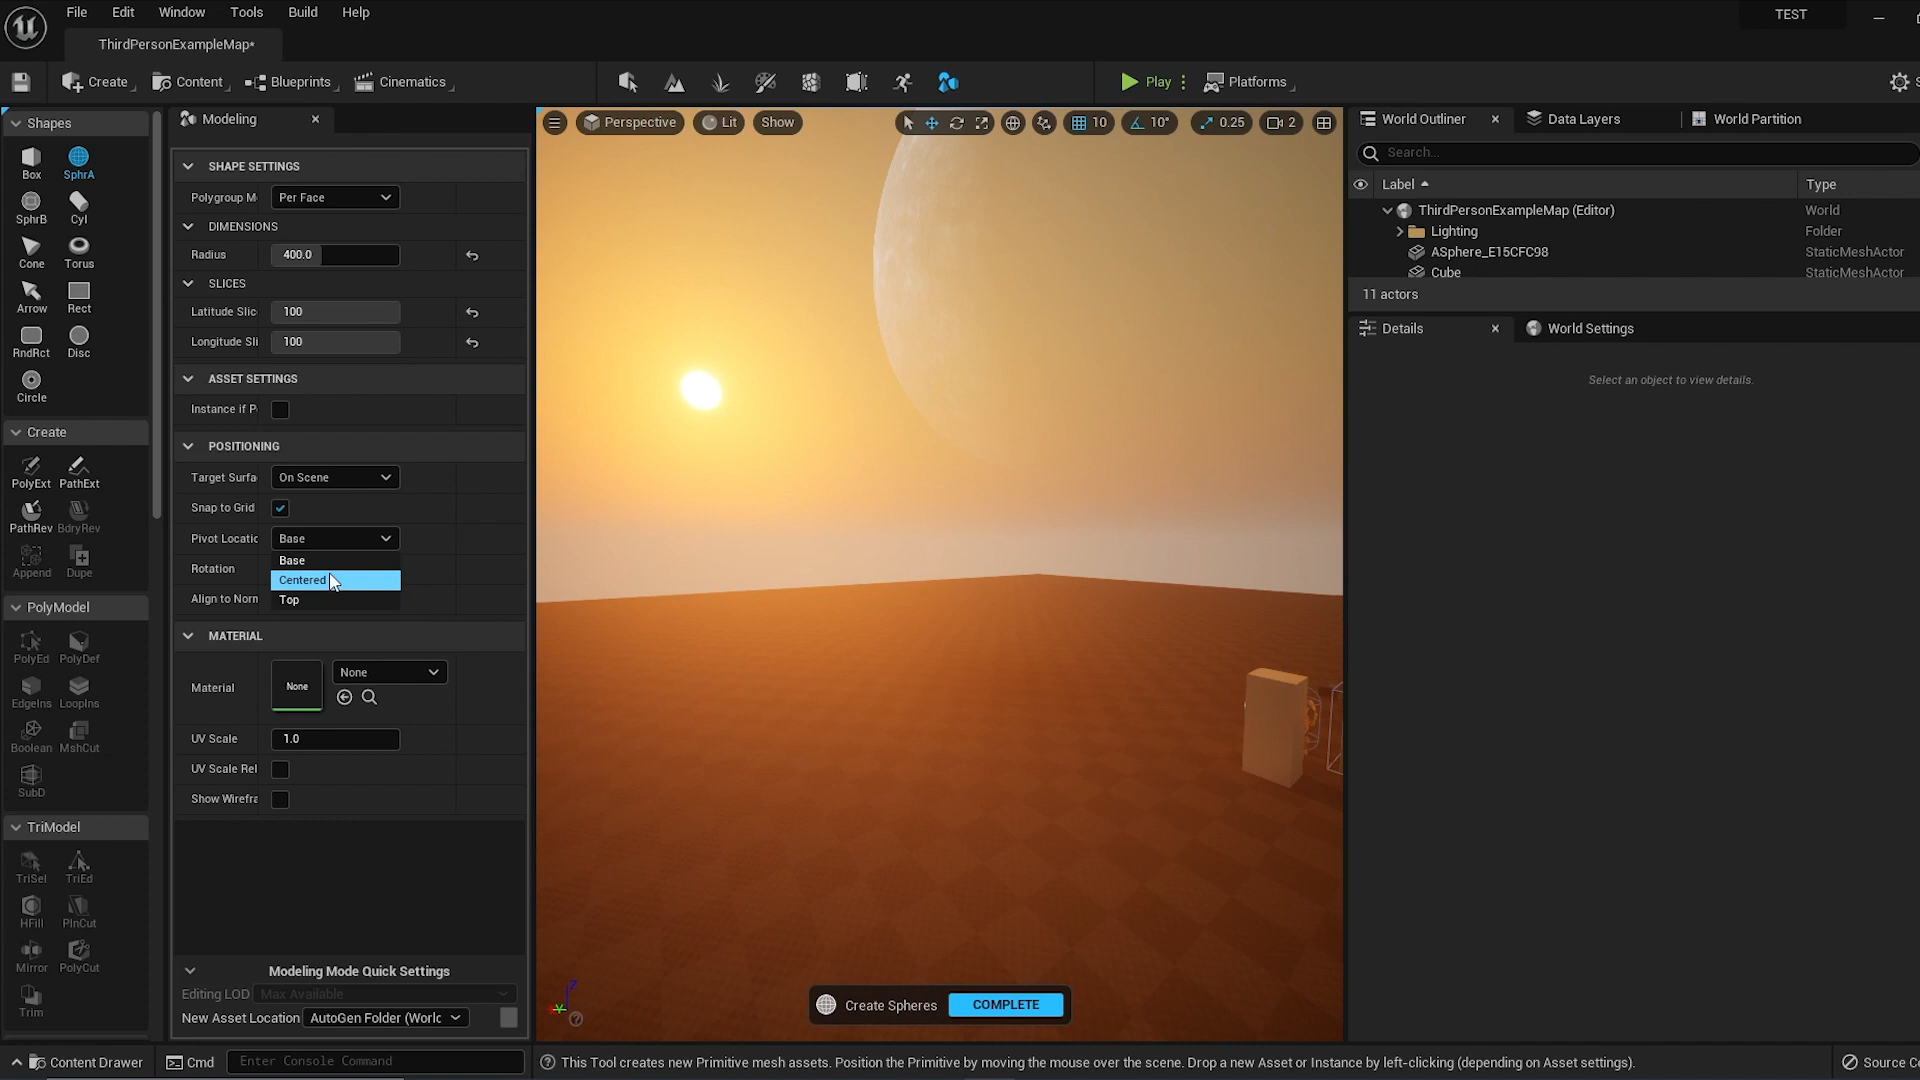 File Edit Window Tools Build Help
TEST
ThirdPersonExampleMap*
Create Content Blueprints Cinematics Play Platforms
Shapes
Box SphrA
SphrB Cyl
Cone Torus
Arrow Rect
RndRct Disc
Circle
Create
PolyExt PathExt
PathRev BdryRev
Append Dupe
PolyModel
PolyEd PolyDef
EdgeIns LoopIns
Boolean MshCut
SubD
TriModel
TriSel TriEd
HFill PlnCut
Mirror PolyCut
Trim
Modeling
SHAPE SETTINGS
Polygroup M Per Face
DIMENSIONS
Radius 400.0
SLICES
Latitude Slic 100
Longitude Sli 100
ASSET SETTINGS
Instance if P
POSITIONING
Target Surfa On Scene
Snap to Grid
Pivot Locatic Base
Base
Rotation
Centered
Align to Norn
Top
MATERIAL
Material None None
UV Scale 1.0
UV Scale Rel
Show Wirefra
Modeling Mode Quick Settings
Editing LOD Max Available
New Asset Location AutoGen Folder (Worlc
Perspective Lit Show 10 10° 0.25 2
Z
Y
Create Spheres COMPLETE
World Outliner Data Layers World Partition
Search...
Label Type
ThirdPersonExampleMap (Editor) World
Lighting Folder
ASphere_E15CFC98 StaticMeshActor
Cube StaticMeshActor
11 actors
Details World Settings
Select an object to view details.
Content Drawer Cmd Enter Console Command
This Tool creates new Primitive mesh assets. Position the Primitive by moving the mouse over the scene. Drop a new Asset or Instance by left-clicking (depending on Asset settings).
Source Co